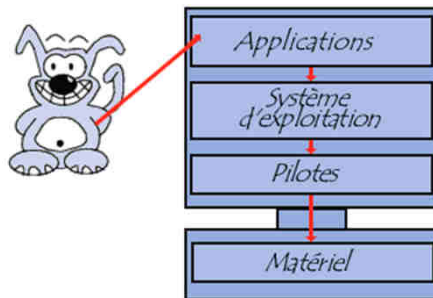 Applications
Système
d'exploitation
Pilotes
Matériel